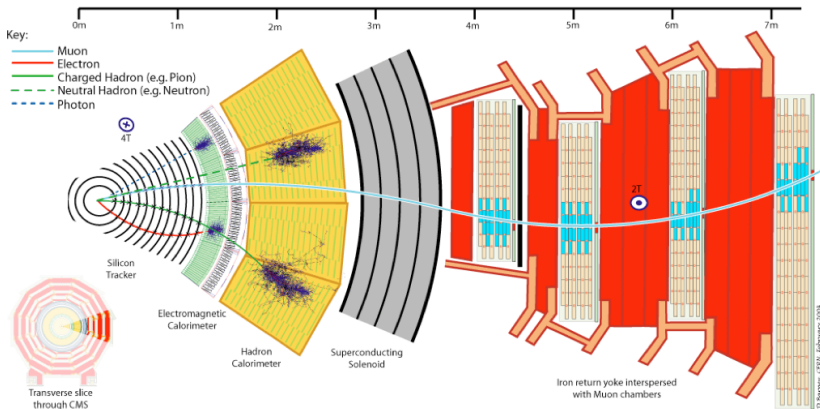 0m 1m 2m 3m 4m 5m 6m 7m
Key:
Muon
Electron
Charged Hadron (e.g. Pion)
Neutral Hadron (e.g. Neutron)
Photon
4T
2T
Silicon
Tracker
Electromagnetic
Calorimeter
Hadron
Calorimeter
Superconducting
Solenoid
Iron return yoke interspersed
with Muon chambers
Transverse slice
through CMS